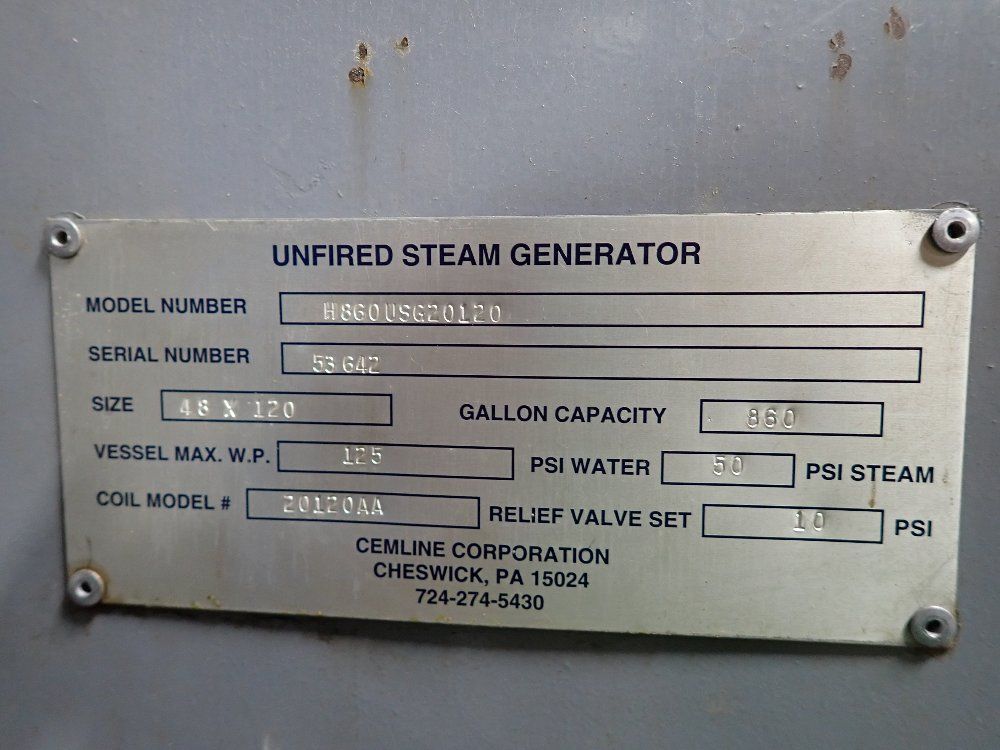 UNFIRED STEAM GENERATOR
MODEL NUMBER H860USG20120
SERIAL NUMBER 53642
SIZE 48 X 120 GALLON CAPACITY 860
VESSEL MAX. W.P. 125 PSI WATER 50 PSI STEAM
COIL MODEL # 20120AA RELIEF VALVE SET 10 PSI
CEMLINE CORPORATION
CHESWICK, PA 15024
724-274-5430